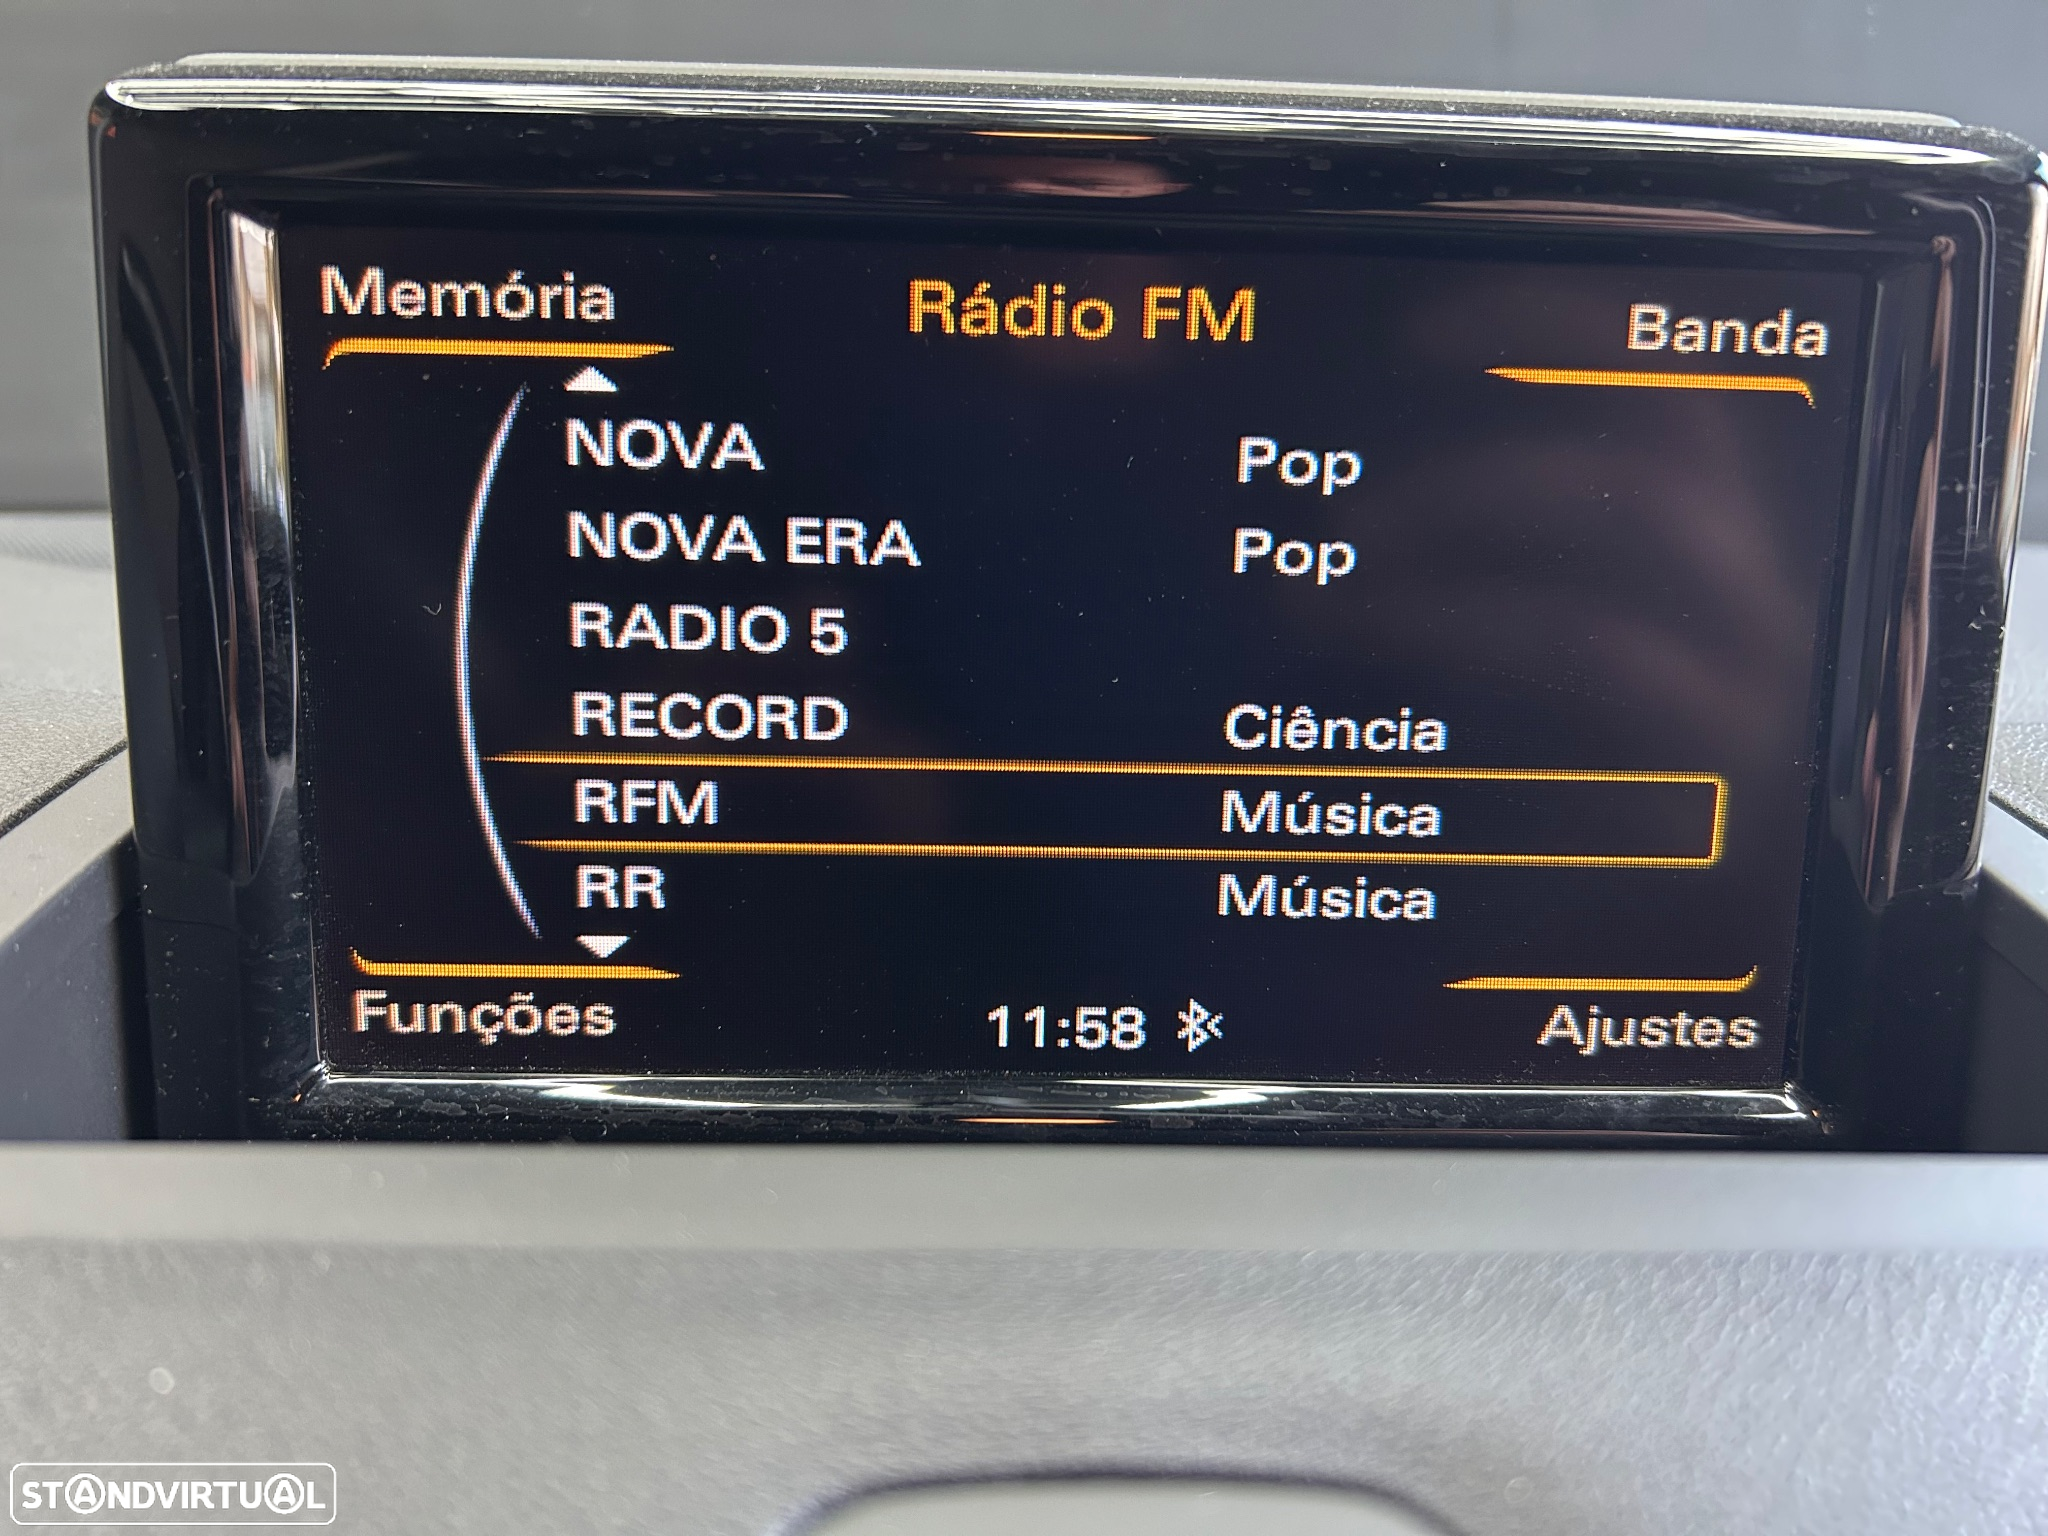 Memória Rádio FM Banda
NOVA Pop
NOVA ERA Pop
RADIO 5
RECORD Ciência
RFM Música
RR Música
Funções 11:58 Ajustes
STANDVIRTUAL